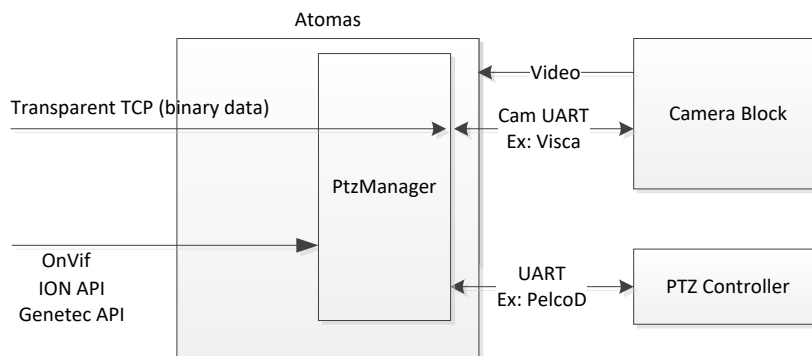 Atomas
Transparent TCP (binary data)
Video
Cam UART
Ex: Visca
Camera Block
PtzManager
OnVif
ION API
Genetec API
UART
Ex: PelcoD
PTZ Controller